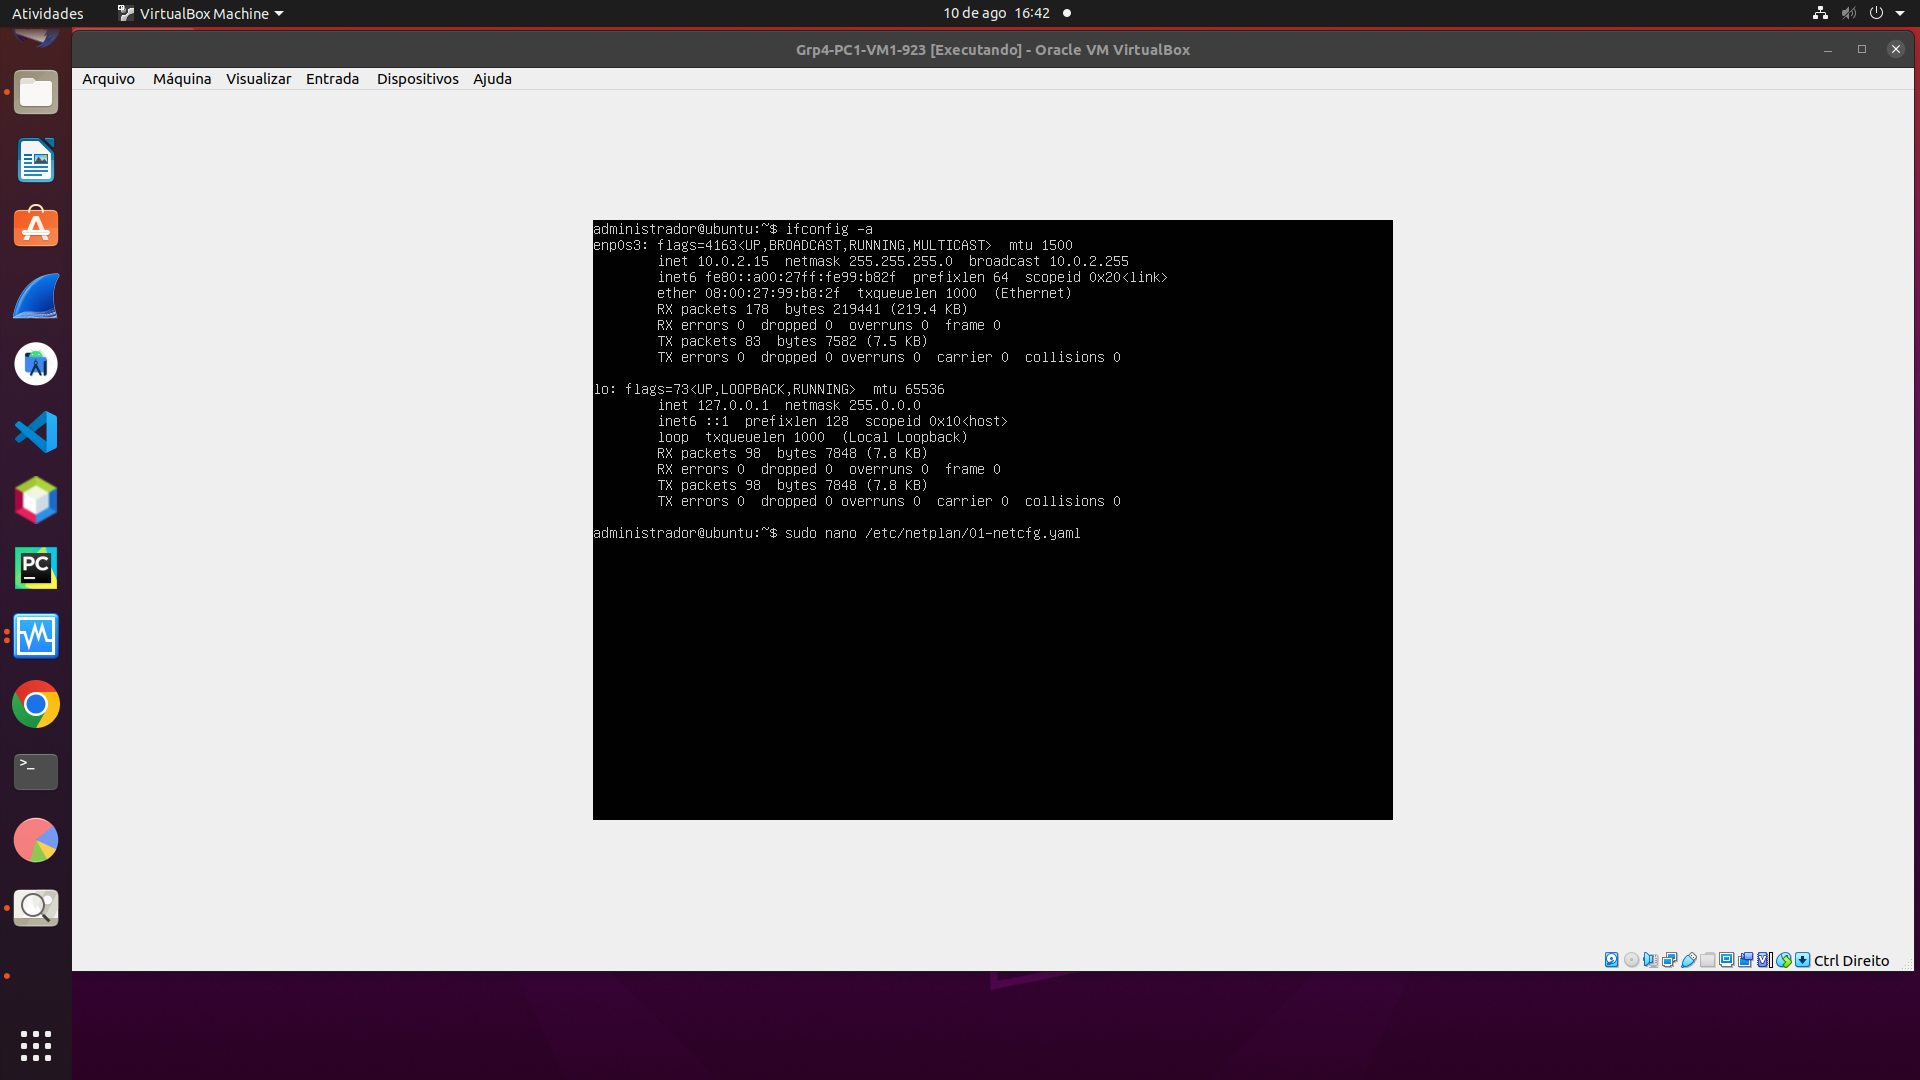 Atividades VirtualBox Machine 10 de ago 16:42
Grp4-PC1-VM1-923 [Executando] - Oracle VM VirtualBox
Arquivo Máquina Visualizar Entrada Dispositivos Ajuda
administrador@ubuntu:~$ ifconfig -a
enp0s3: flags=4163<UP,BROADCAST,RUNNING,MULTICAST> mtu 1500
inet 10.0.2.15 netmask 255.255.255.0 broadcast 10.0.2.255
inet6 fe80::a00:27ff:fe99:b82f prefixlen 64 scopeid 0x20<link>
ether 08:00:27:99:b8:2f txqueuelen 1000 (Ethernet)
RX packets 178 bytes 219441 (219.4 KB)
RX errors 0 dropped 0 overruns 0 frame 0
TX packets 83 bytes 7582 (7.5 KB)
TX errors 0 dropped 0 overruns 0 carrier 0 collisions 0
lo: flags=73<UP,LOOPBACK,RUNNING> mtu 65536
inet 127.0.0.1 netmask 255.0.0.0
inet6 ::1 prefixlen 128 scopeid 0x10<host>
loop txqueuelen 1000 (Local Loopback)
RX packets 98 bytes 7848 (7.8 KB)
RX errors 0 dropped 0 overruns 0 frame 0
TX packets 98 bytes 7848 (7.8 KB)
TX errors 0 dropped 0 overruns 0 carrier 0 collisions 0
administrador@ubuntu:~$ sudo nano /etc/netplan/01-netcfg.yaml
PC
>_
Ctrl Direito